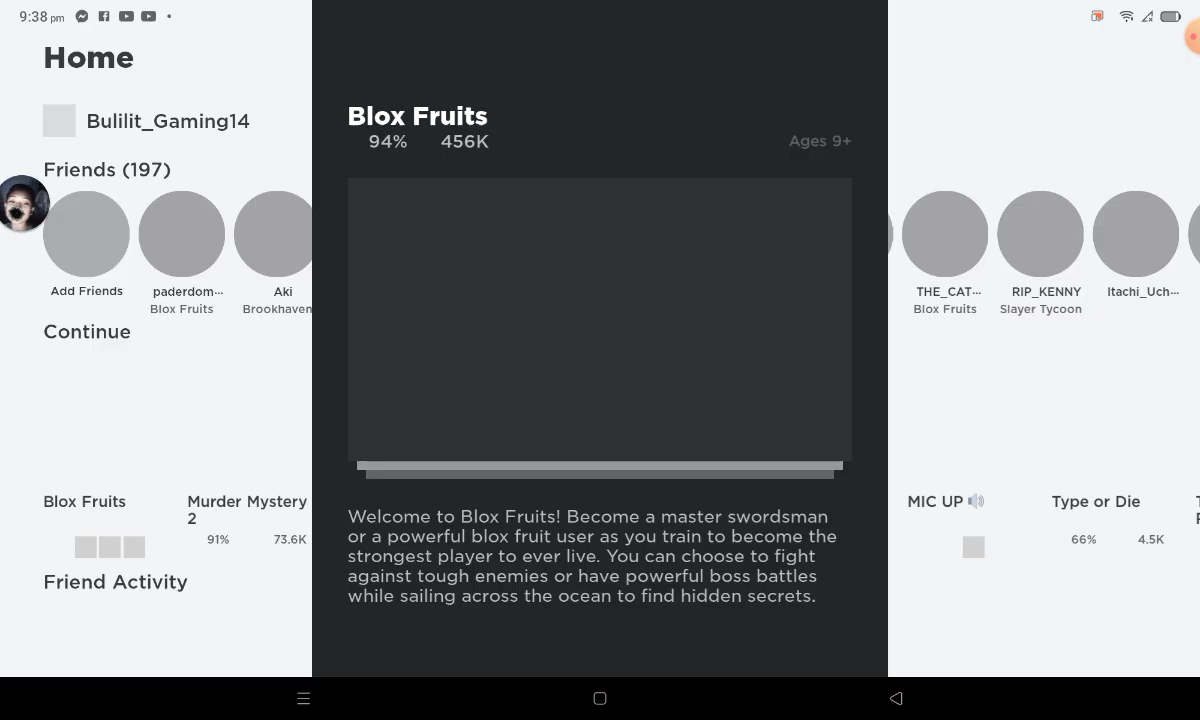 9:38 pm
Home
Bulilit_Gaming14
Friends (197)
Add Friends
paderdom...
Blox Fruits
Aki
Brookhaven
THE_CAT...
Blox Fruits
RIP_KENNY
Slayer Tycoon
Itachi_Uch...
Continue
Blox Fruits
Murder Mystery
2
91% 73.6K
MIC UP
Type or Die
66% 4.5K
Friend Activity
Blox Fruits
94% 456K
Ages 9+
Welcome to Blox Fruits! Become a master swordsman
or a powerful blox fruit user as you train to become the
strongest player to ever live. You can choose to fight
against tough enemies or have powerful boss battles
while sailing across the ocean to find hidden secrets.